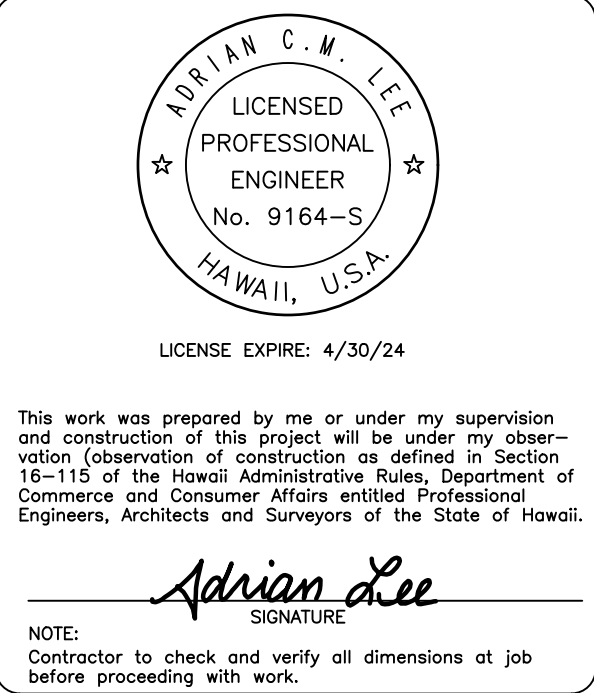 ADRIAN C.M. LEE
LICENSED
PROFESSIONAL
ENGINEER
No. 9164-S
HAWAII, U.S.A.
LICENSE EXPIRE: 4/30/24
This work was prepared by me or under my supervision
and construction of this project will be under my obser-
vation (observation of construction as defined in Section
16-115 of the Hawaii Administrative Rules, Department of
Commerce and Consumer Affairs entitled Professional
Engineers, Architects and Surveyors of the State of Hawaii.
Adrian Lee
SIGNATURE
NOTE:
Contractor to check and verify all dimensions at job
before proceeding with work.